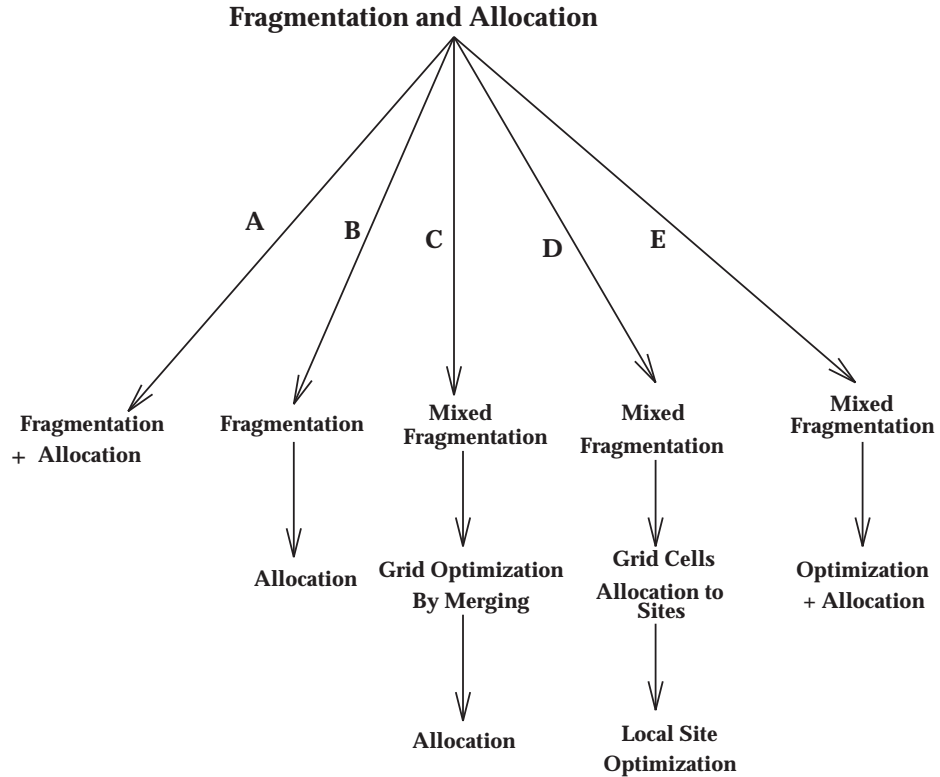 Fragmentation and Allocation
A
B
C
D
E
Fragmentation
+ Allocation
Fragmentation
Allocation
Mixed
Fragmentation
Grid Optimization
By Merging
Allocation
Mixed
Fragmentation
Grid Cells
Allocation to
Sites
Local Site
Optimization
Mixed
Fragmentation
Optimization
+ Allocation